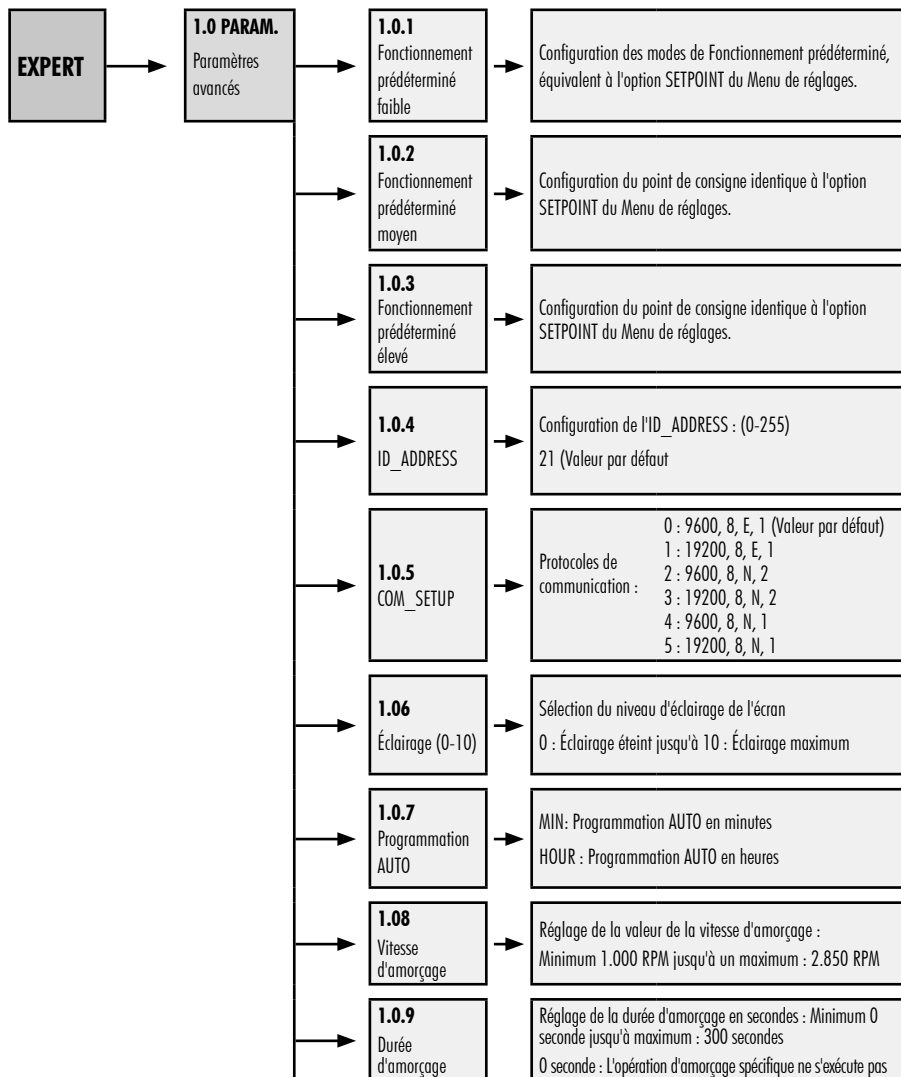 EXPERT
1.0 PARAM.
Paramètres
avancés
1.0.1
Fonctionnement
prédéterminé
faible
Configuration des modes de Fonctionnement prédéterminé,
équivalent à l'option SETPOINT du Menu de réglages.
1.0.2
Fonctionnement
prédéterminé
moyen
Configuration du point de consigne identique à l'option
SETPOINT du Menu de réglages.
1.0.3
Fonctionnement
prédéterminé
élevé
Configuration du point de consigne identique à l'option
SETPOINT du Menu de réglages.
1.0.4
ID_ADDRESS
Configuration de l'ID_ADDRESS : (0-255)
21 (Valeur par défaut
1.0.5
COM_SETUP
Protocoles de
communication :
0 : 9600, 8, E, 1 (Valeur par défaut)
1 : 19200, 8, E, 1
2 : 9600, 8, N, 2
3 : 19200, 8, N, 2
4 : 9600, 8, N, 1
5 : 19200, 8, N, 1
1.06
Éclairage (0-10)
Sélection du niveau d'éclairage de l'écran
0 : Éclairage éteint jusqu'à 10 : Éclairage maximum
1.0.7
Programmation
AUTO
MIN: Programmation AUTO en minutes
HOUR : Programmation AUTO en heures
1.08
Vitesse
d'amorçage
Réglage de la valeur de la vitesse d'amorçage :
Minimum 1.000 RPM jusqu'à un maximum : 2.850 RPM
1.0.9
Durée
d'amorçage
Réglage de la durée d'amorçage en secondes : Minimum 0
seconde jusqu'à maximum : 300 secondes
0 seconde : L'opération d'amorçage spécifique ne s'exécute pas